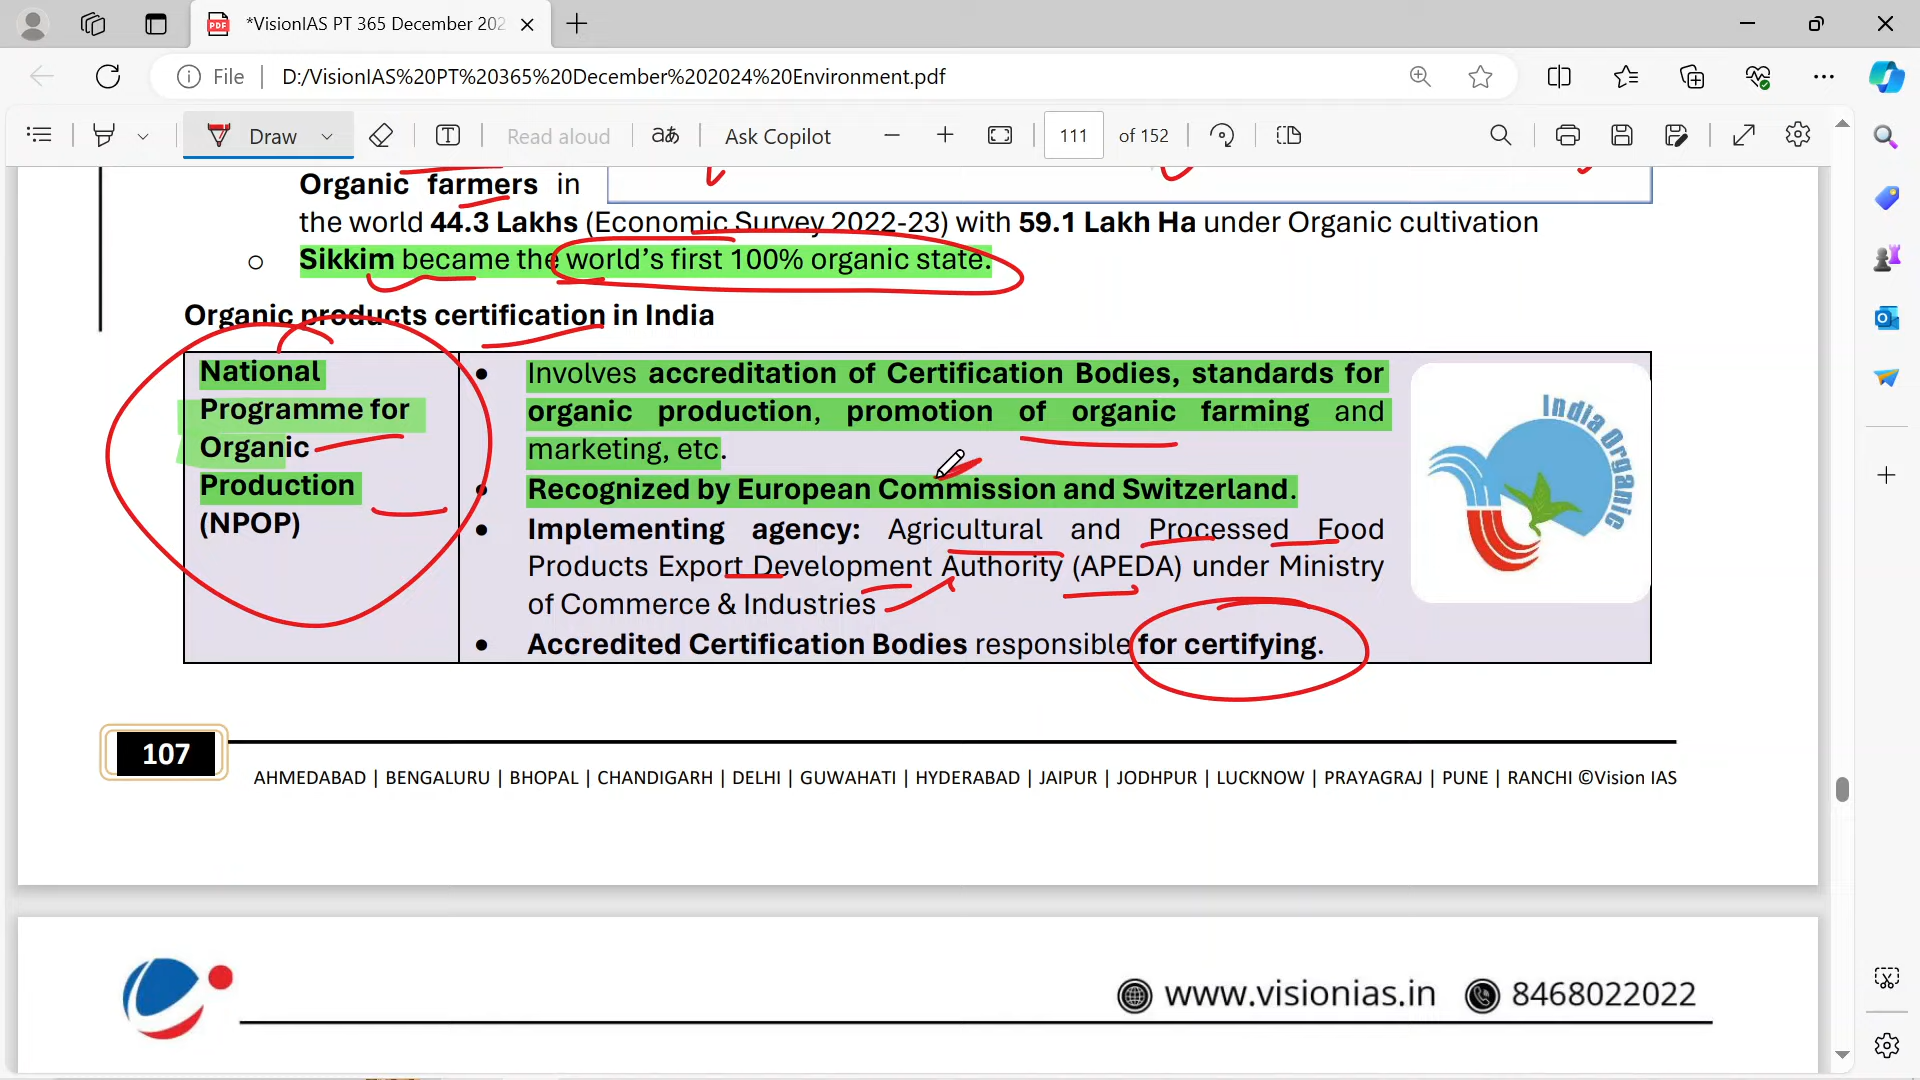 *VisionIAS PT 365 December 202
File
D:/VisionIAS%20PT%20365%20December%202024%20Environment.pdf
Draw
Read aloud
aあ
Ask Copilot
111
of 152
Organic farmers in
the world 44.3 Lakhs (Economic Survey 2022-23) with 59.1 Lakh Ha under Organic cultivation
o Sikkim became the world's first 100% organic state.
Organic products certification in India
National
Programme for
Organic
Production
(NPOP)
• Involves accreditation of Certification Bodies, standards for
organic production, promotion of organic farming and
marketing, etc.
• Recognized by European Commission and Switzerland.
• Implementing agency: Agricultural and Processed Food
Products Export Development Authority (APEDA) under Ministry
of Commerce & Industries
• Accredited Certification Bodies responsible for certifying.
India Organic
107
AHMEDABAD | BENGALURU | BHOPAL | CHANDIGARH | DELHI | GUWAHATI | HYDERABAD | JAIPUR | JODHPUR | LUCKNOW | PRAYAGRAJ | PUNE | RANCHI ©Vision IAS
www.visionias.in
8468022022